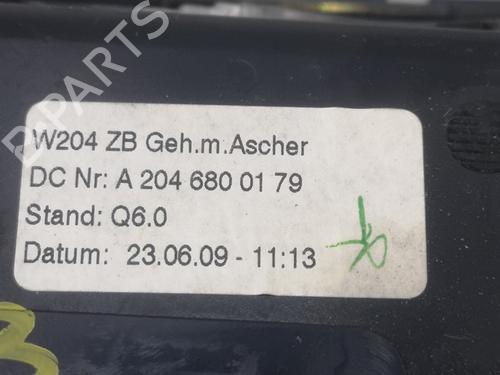 B-PARTS
W204 ZB Geh.m.Ascher
DC Nr: A 204 680 01 79
Stand: Q6.0
Datum: 23.06.09 - 11:13